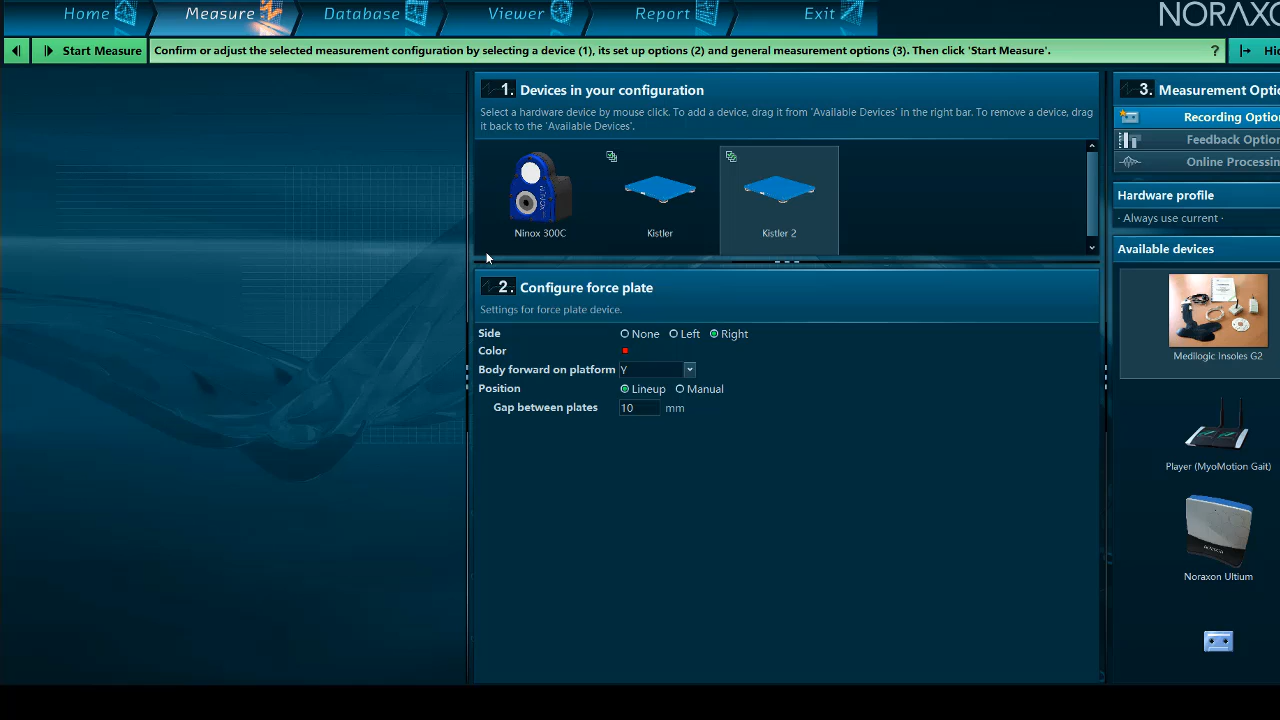 Home Measure Database Viewer Report Exit NORAXO
Start Measure Confirm or adjust the selected measurement configuration by selecting a device (1), its set up options (2) and general measurement options (3). Then click 'Start Measure'. ? Hi
1. Devices in your configuration
Select a hardware device by mouse click. To add a device, drag it from 'Available Devices' in the right bar. To remove a device, drag
it back to the 'Available Devices'.
Ninox 300C Kistler Kistler 2
2. Configure force plate
Settings for force plate device.
Side None Left Right
Color
Body forward on platform Y
Position Lineup Manual
Gap between plates 10 mm
3. Measurement Optio
Recording Option
Feedback Option
Online Processin
Hardware profile
· Always use current ·
Available devices
Medilogic Insoles G2
Player (MyoMotion Gait)
Noraxon Ultium